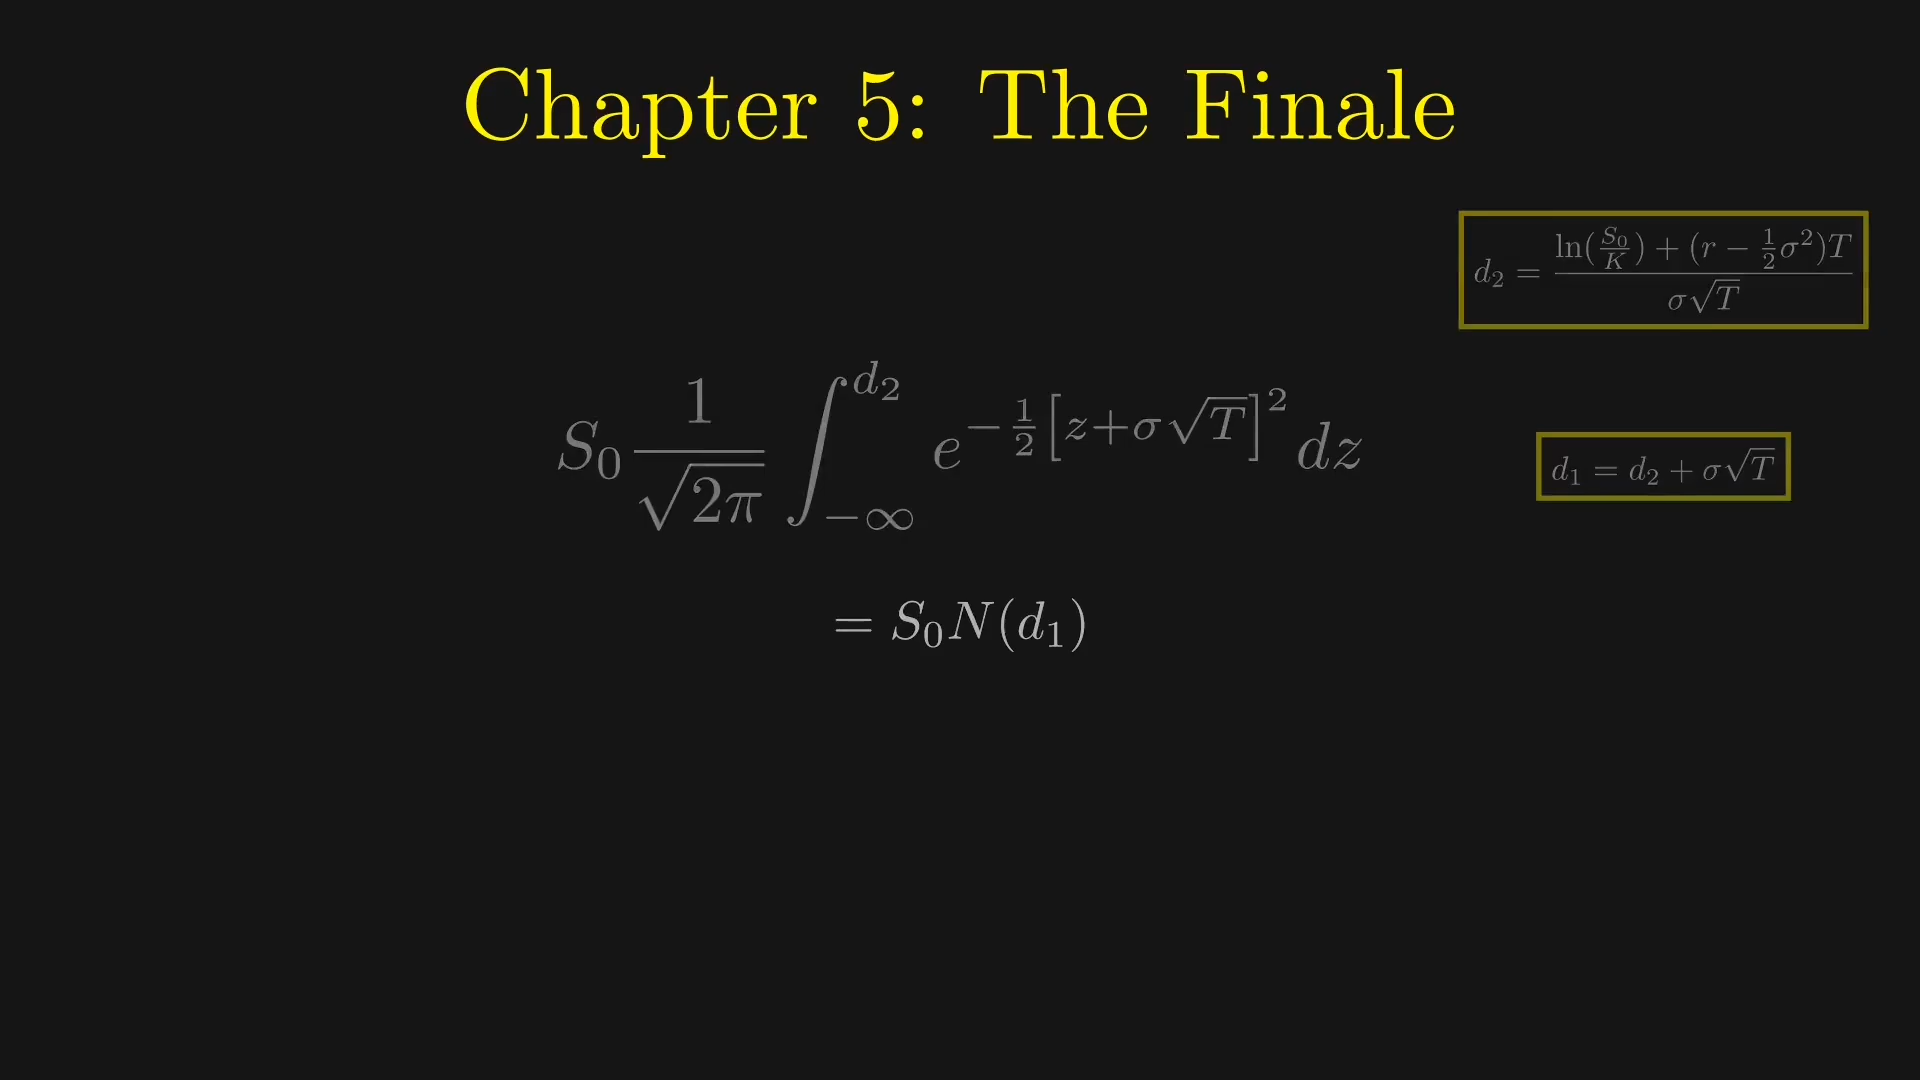 Chapter 5: The Finale
d₂ = (ln(S₀/K) + (r − ½σ²)T) / (σ√T)
S₀ 1/√(2π) ∫_{−∞}^{d₂} e^{−½[z+σ√T]²} dz
d₁ = d₂ + σ√T
= S₀N(d₁)